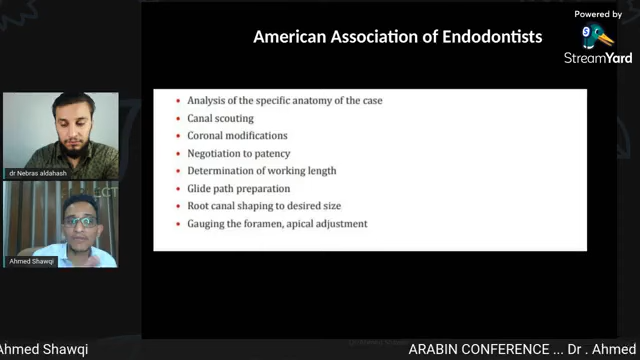 Powered by
StreamYard
American Association of Endodontists
Analysis of the specific anatomy of the case
Canal scouting
Coronal modifications
Negotiation to patency
Determination of working length
Glide path preparation
Root canal shaping to desired size
Gauging the foramen, apical adjustment
dr Nebras aldahash
Ahmed Shawqi
Ahmed Shawqi
ARABIN CONFERENCE ... Dr . Ahmed